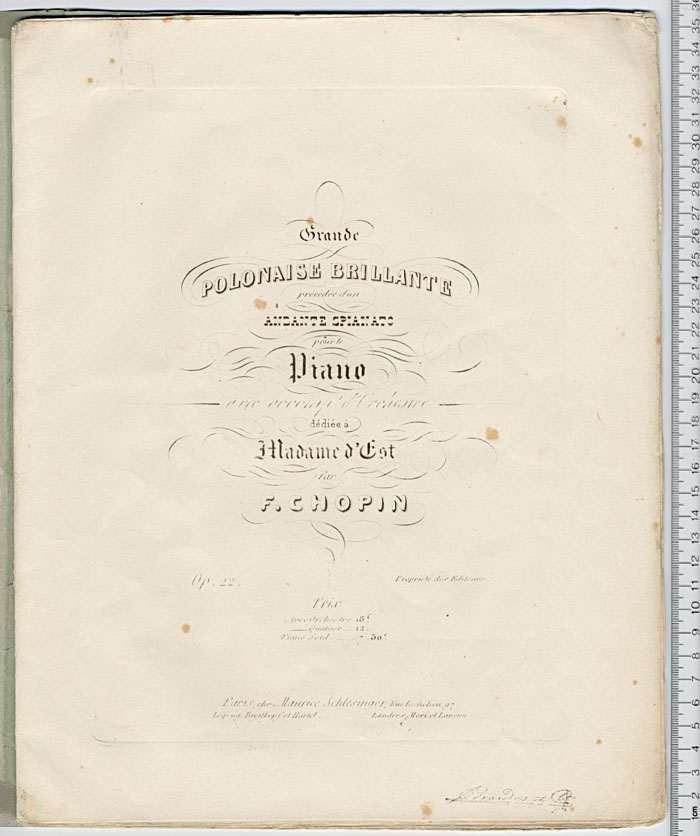 Grande
POLONAISE BRILLANTE
précédée d'un
ANDANTE SPIANATO
pour le
Piano
avec accomp.t d'Orchestre
dédiée à
Madame d'Est
Par
F. CHOPIN
Op. 22. Propriété des Editeurs
Prix
Avec Orchestre 15f
Quatuor 12.
Piano Seul 7.50c
Paris, chez Maurice Schlesinger, Rue Richelieu, 97
Leipzig, Breitkopf et Härtel. Londres, Mori et Lavenu